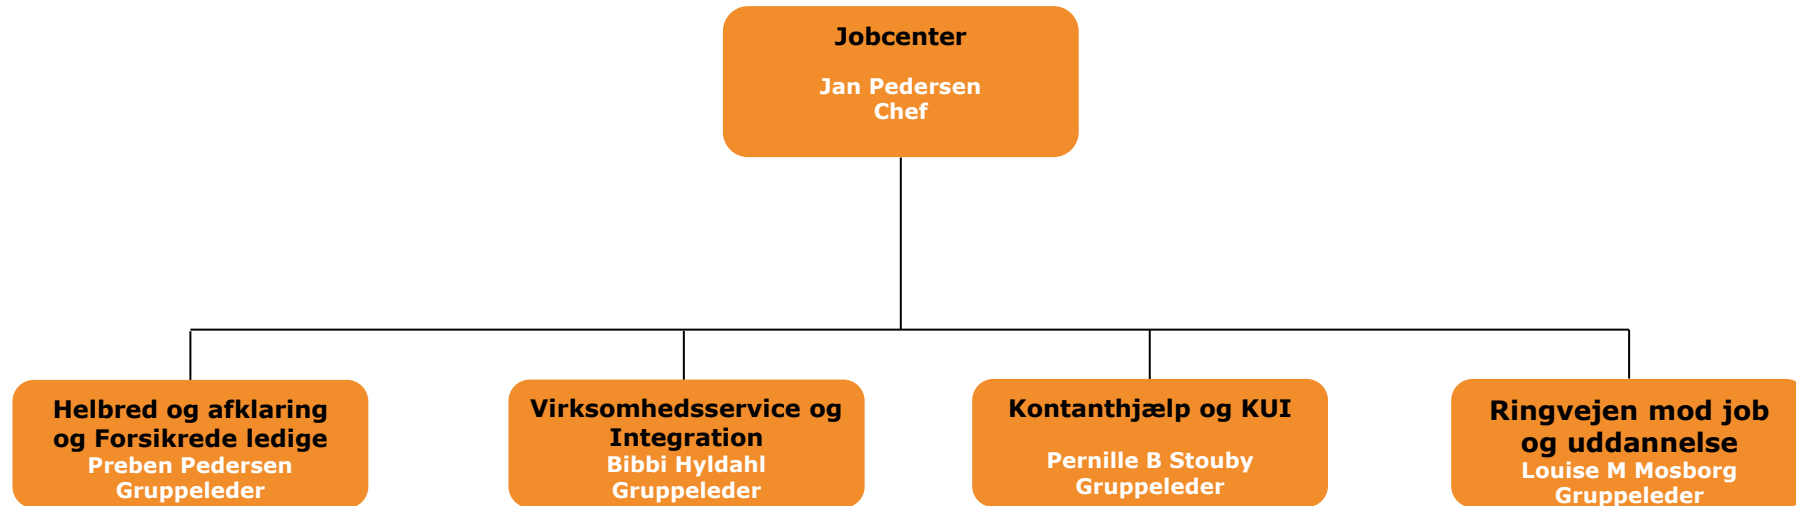 Jobcenter
Jan Pedersen
Chef
Helbred og afklaring
og Forsikrede ledige
Preben Pedersen
Gruppeleder
Virksomhedsservice og
Integration
Bibbi Hyldahl
Gruppeleder
Kontanthjælp og KUI
Pernille B Stouby
Gruppeleder
Ringvejen mod job
og uddannelse
Louise M Mosborg
Gruppeleder